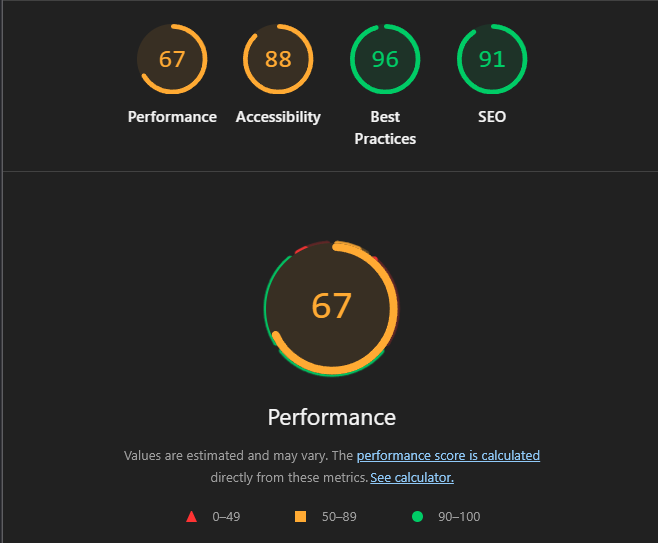 67 88 96 91
Performance Accessibility Best Practices SEO
67
Performance
Values are estimated and may vary. The performance score is calculated
directly from these metrics. See calculator.
0–49 50–89 90–100